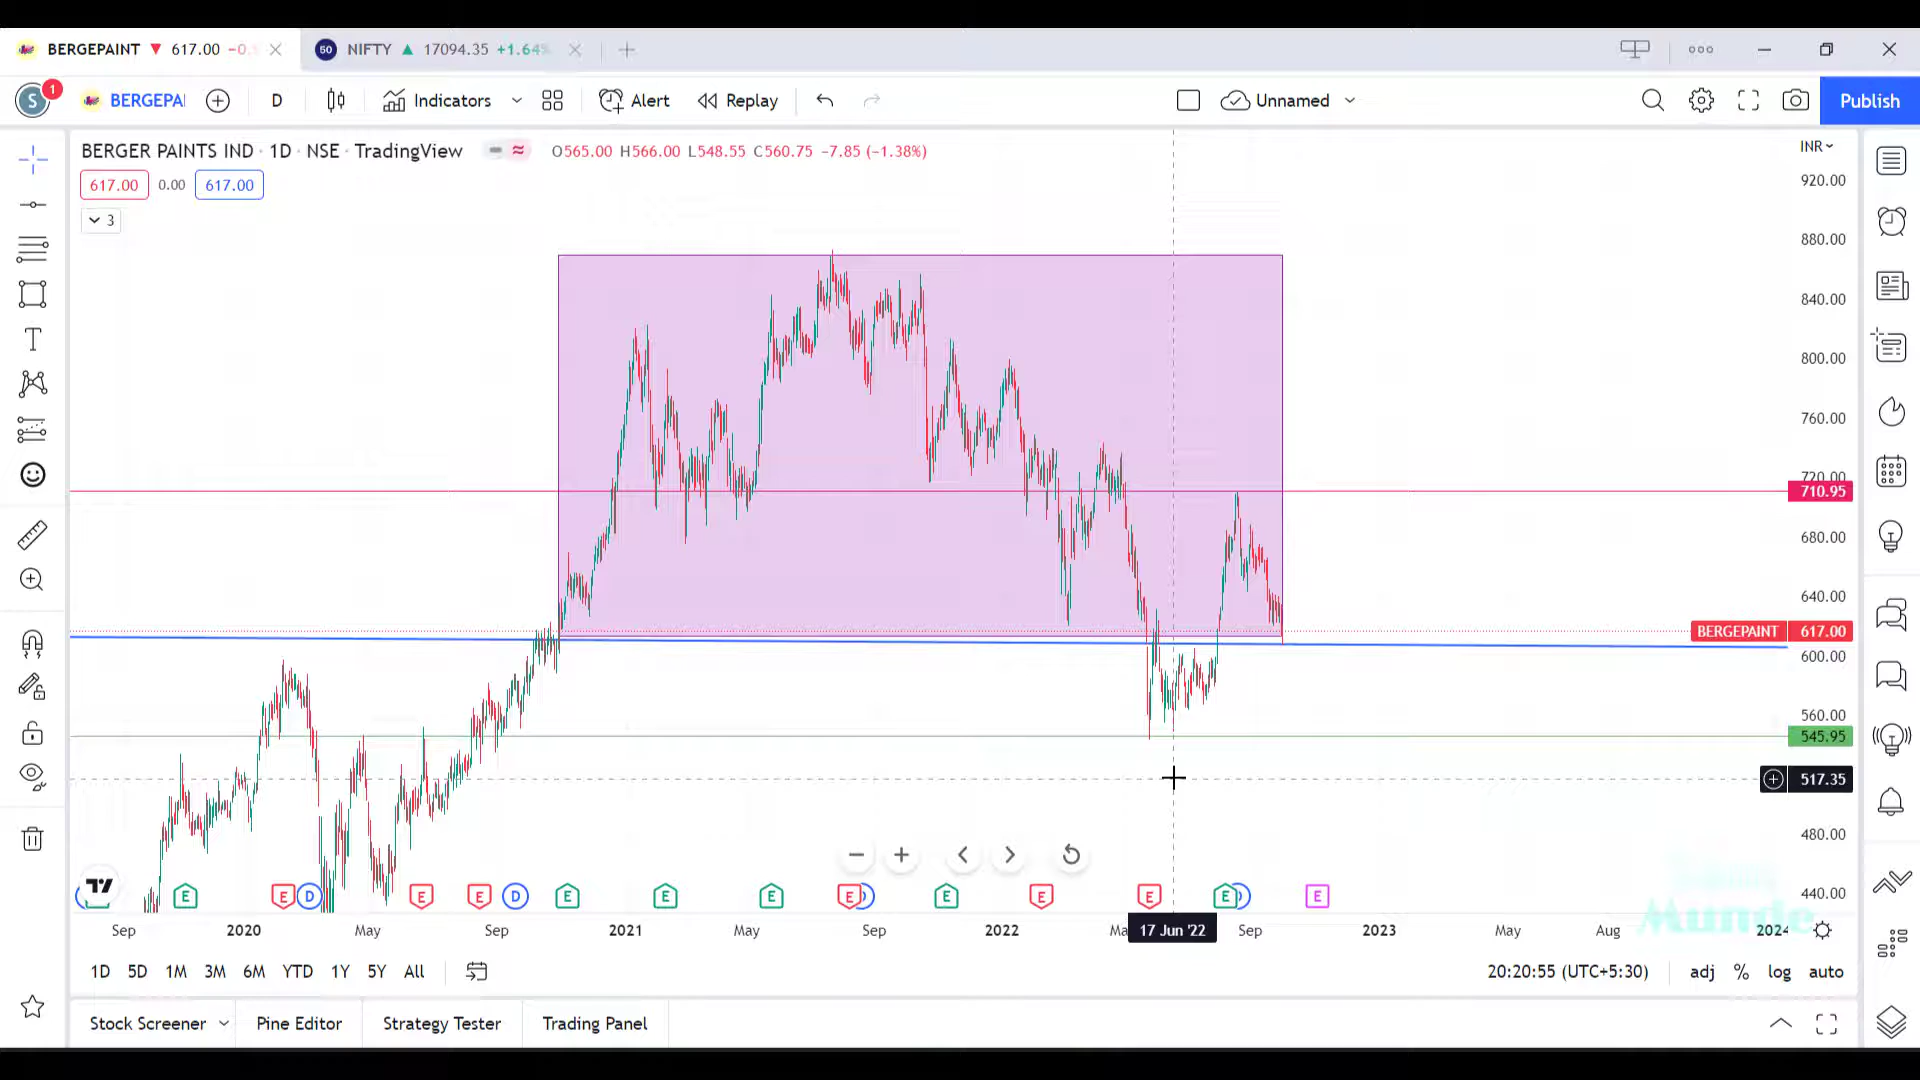 BERGEPAINT ▼ 617.00 −0.
50 NIFTY ▲ 17094.35 +1.64%
S 1 BERGEPAI D Indicators Alert Replay Unnamed Publish
BERGER PAINTS IND · 1D · NSE · TradingView O565.00 H566.00 L548.55 C560.75 −7.85 (−1.38%)
617.00 0.00 617.00
3
INR
920.00
880.00
840.00
800.00
760.00
720.00
710.95
680.00
640.00
BERGEPAINT 617.00
600.00
560.00
545.95
517.35
480.00
440.00
E E D E E D E E E E E E E E E
Sep 2020 May Sep 2021 May Sep 2022 Ma 17 Jun '22 Sep 2023 May Aug 2024
Munde
1D 5D 1M 3M 6M YTD 1Y 5Y All 20:20:55 (UTC+5:30) adj % log auto
Stock Screener Pine Editor Strategy Tester Trading Panel